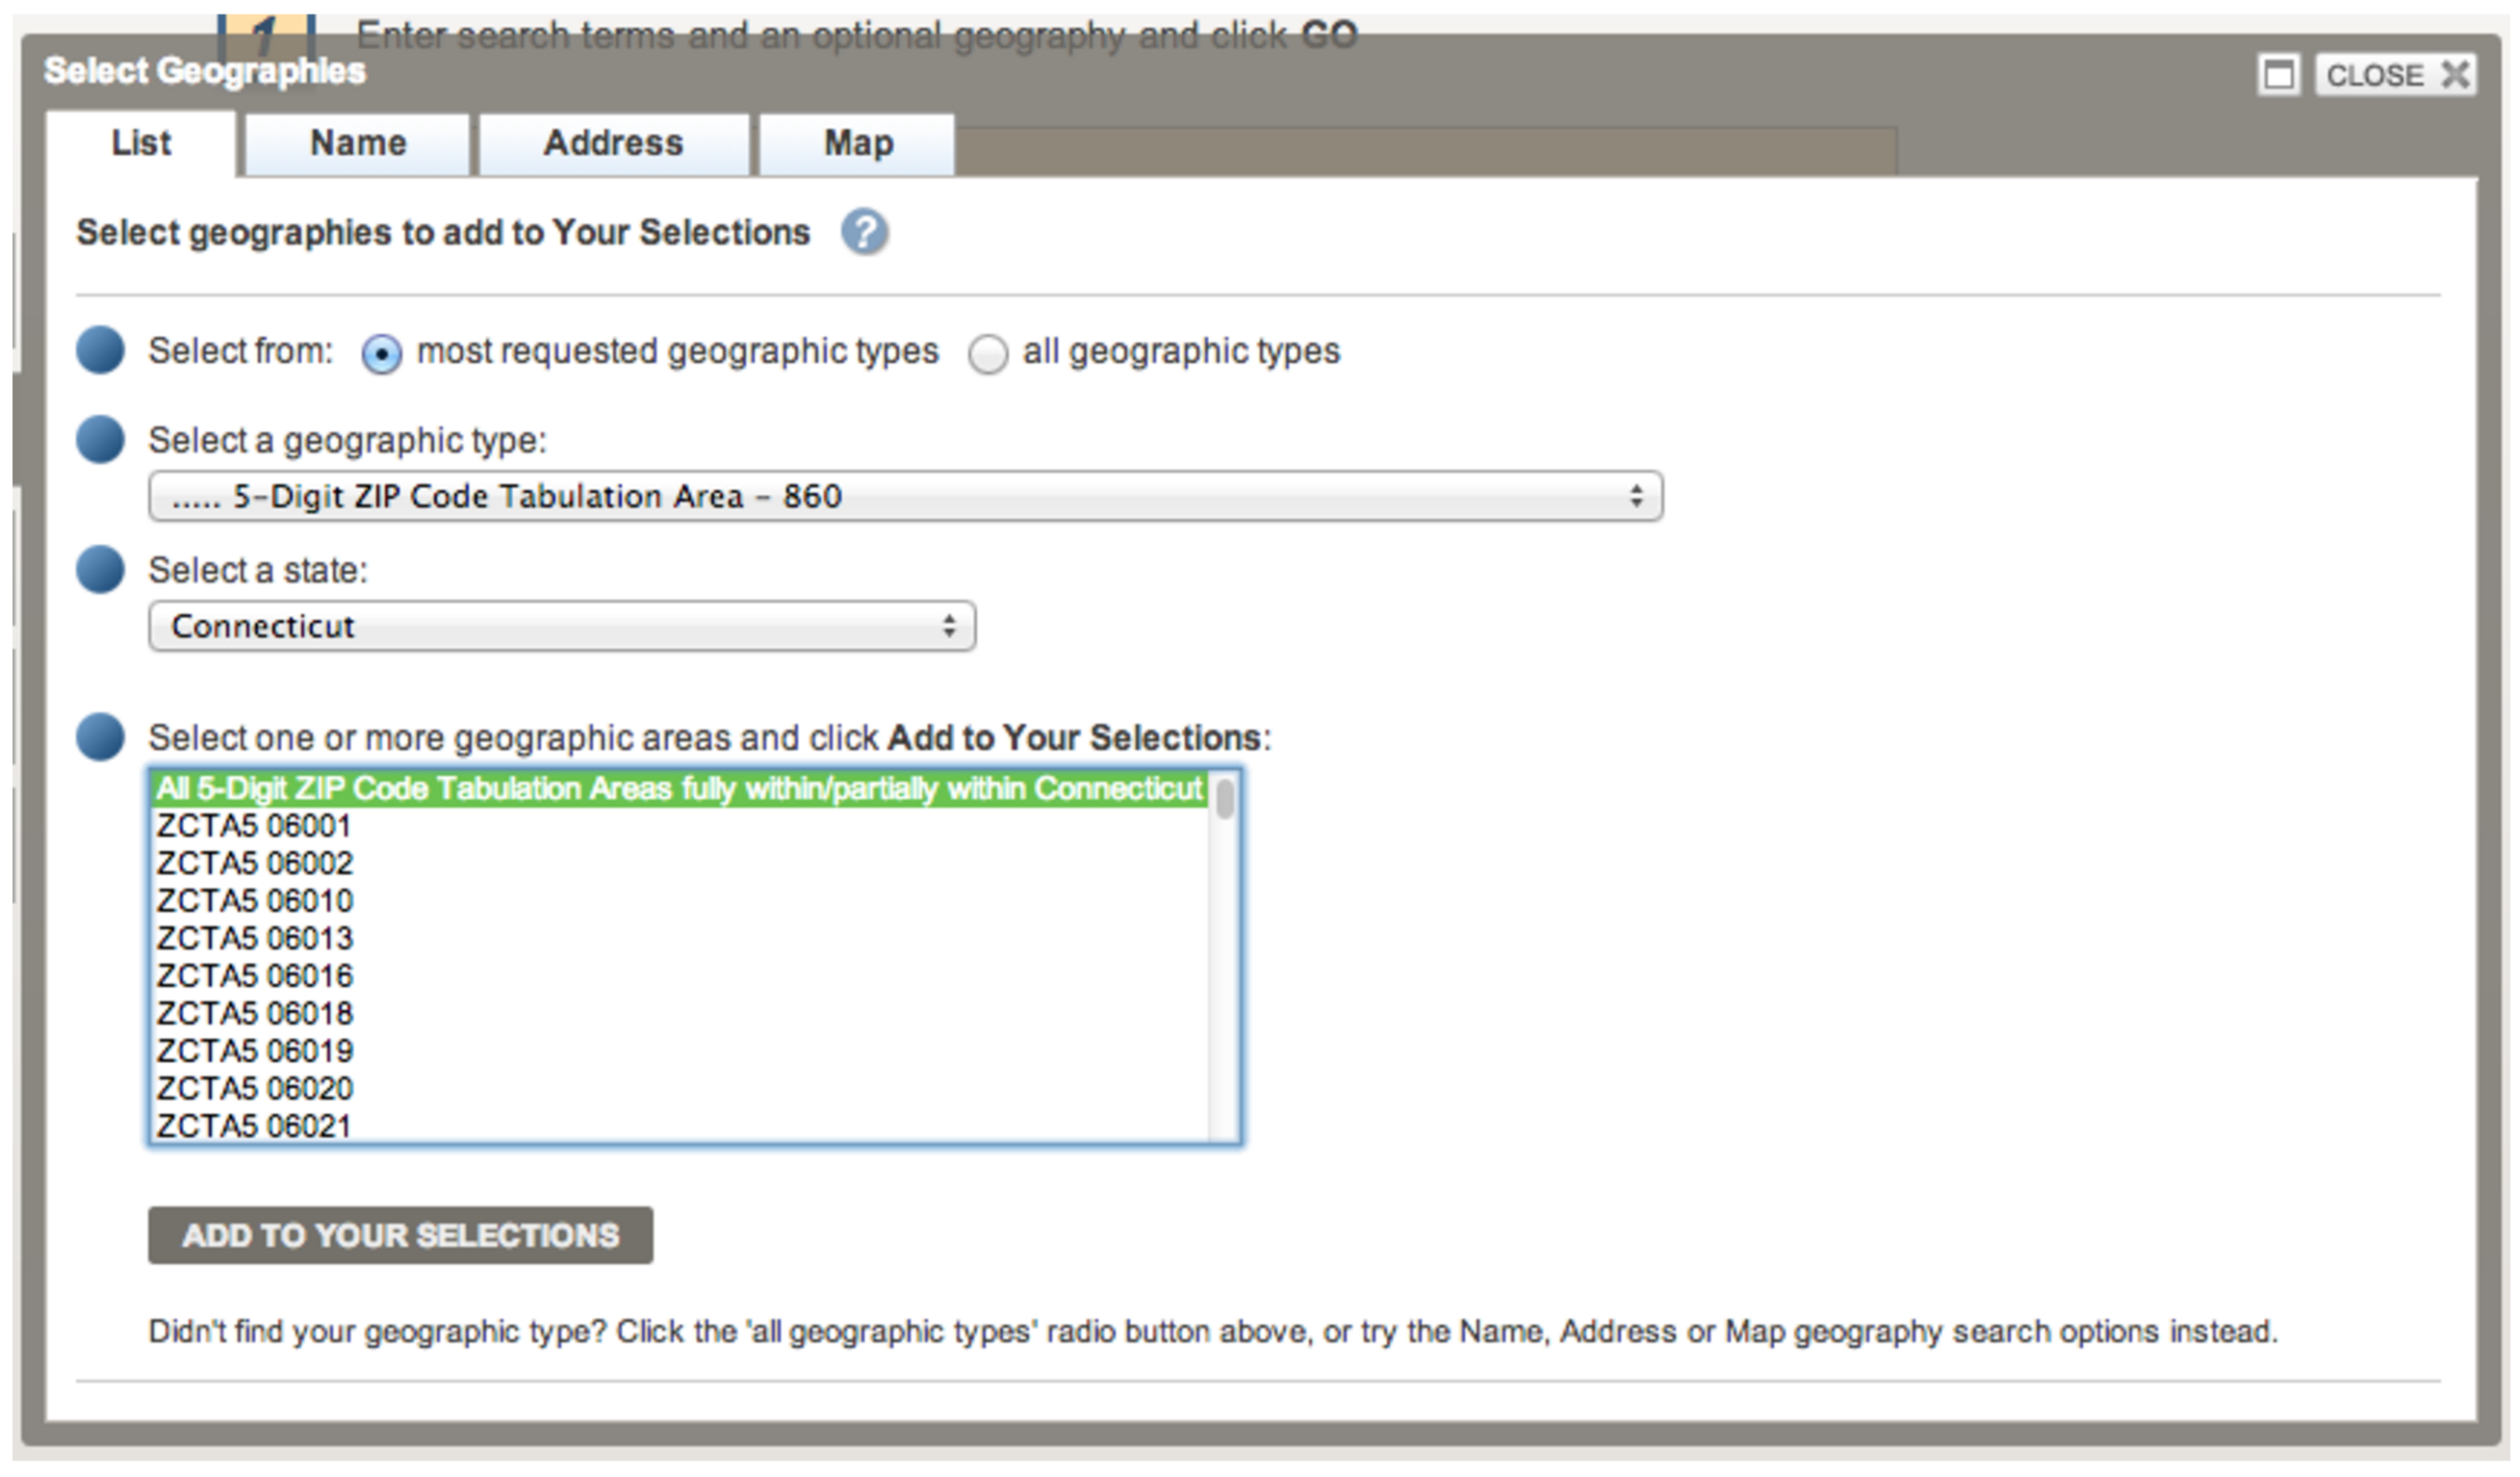 1 Enter search terms and an optional geography and click GO
Select Geographies
CLOSE
List Name Address Map
Select geographies to add to Your Selections ?
Select from: most requested geographic types all geographic types
Select a geographic type:
..... 5-Digit ZIP Code Tabulation Area - 860
Select a state:
Connecticut
Select one or more geographic areas and click Add to Your Selections:
All 5-Digit ZIP Code Tabulation Areas fully within/partially within Connecticut
ZCTA5 06001
ZCTA5 06002
ZCTA5 06010
ZCTA5 06013
ZCTA5 06016
ZCTA5 06018
ZCTA5 06019
ZCTA5 06020
ZCTA5 06021
ADD TO YOUR SELECTIONS
Didn't find your geographic type? Click the 'all geographic types' radio button above, or try the Name, Address or Map geography search options instead.